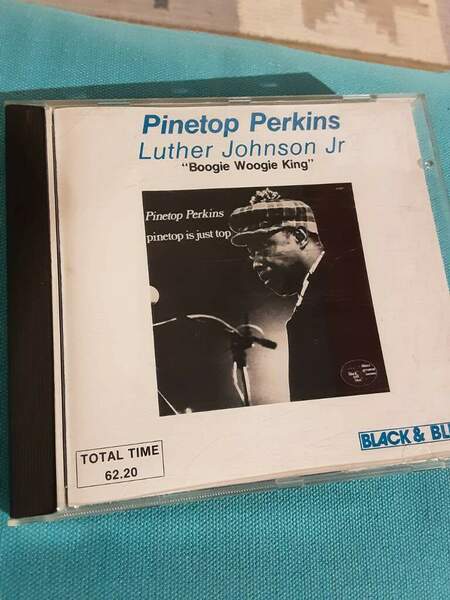 Pinetop Perkins
Luther Johnson Jr
"Boogie Woogie King"
Pinetop Perkins
pinetop is just top
BLACK & BL
TOTAL TIME
62.20